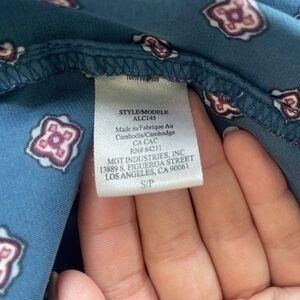 STYLE/MODELE:
ALC145
Made in/Fabrique Au
Cambodia/Cambodge
CA CAC
RN# 64211
MGT INDUSTRIES, INC
13889 S. FIGUEROA STREET
LOS ANGELES, CA 90061
S/P